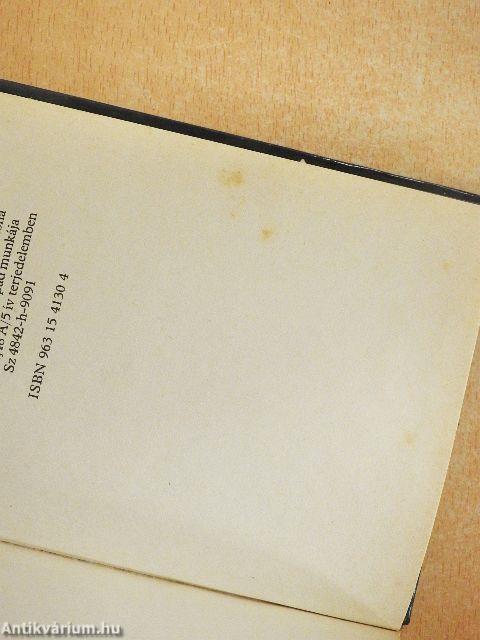 munkája
A/5 ív terjedelemben
Sz 4842-h-9091
ISBN 963 15 4130 4
Antikvárium.hu